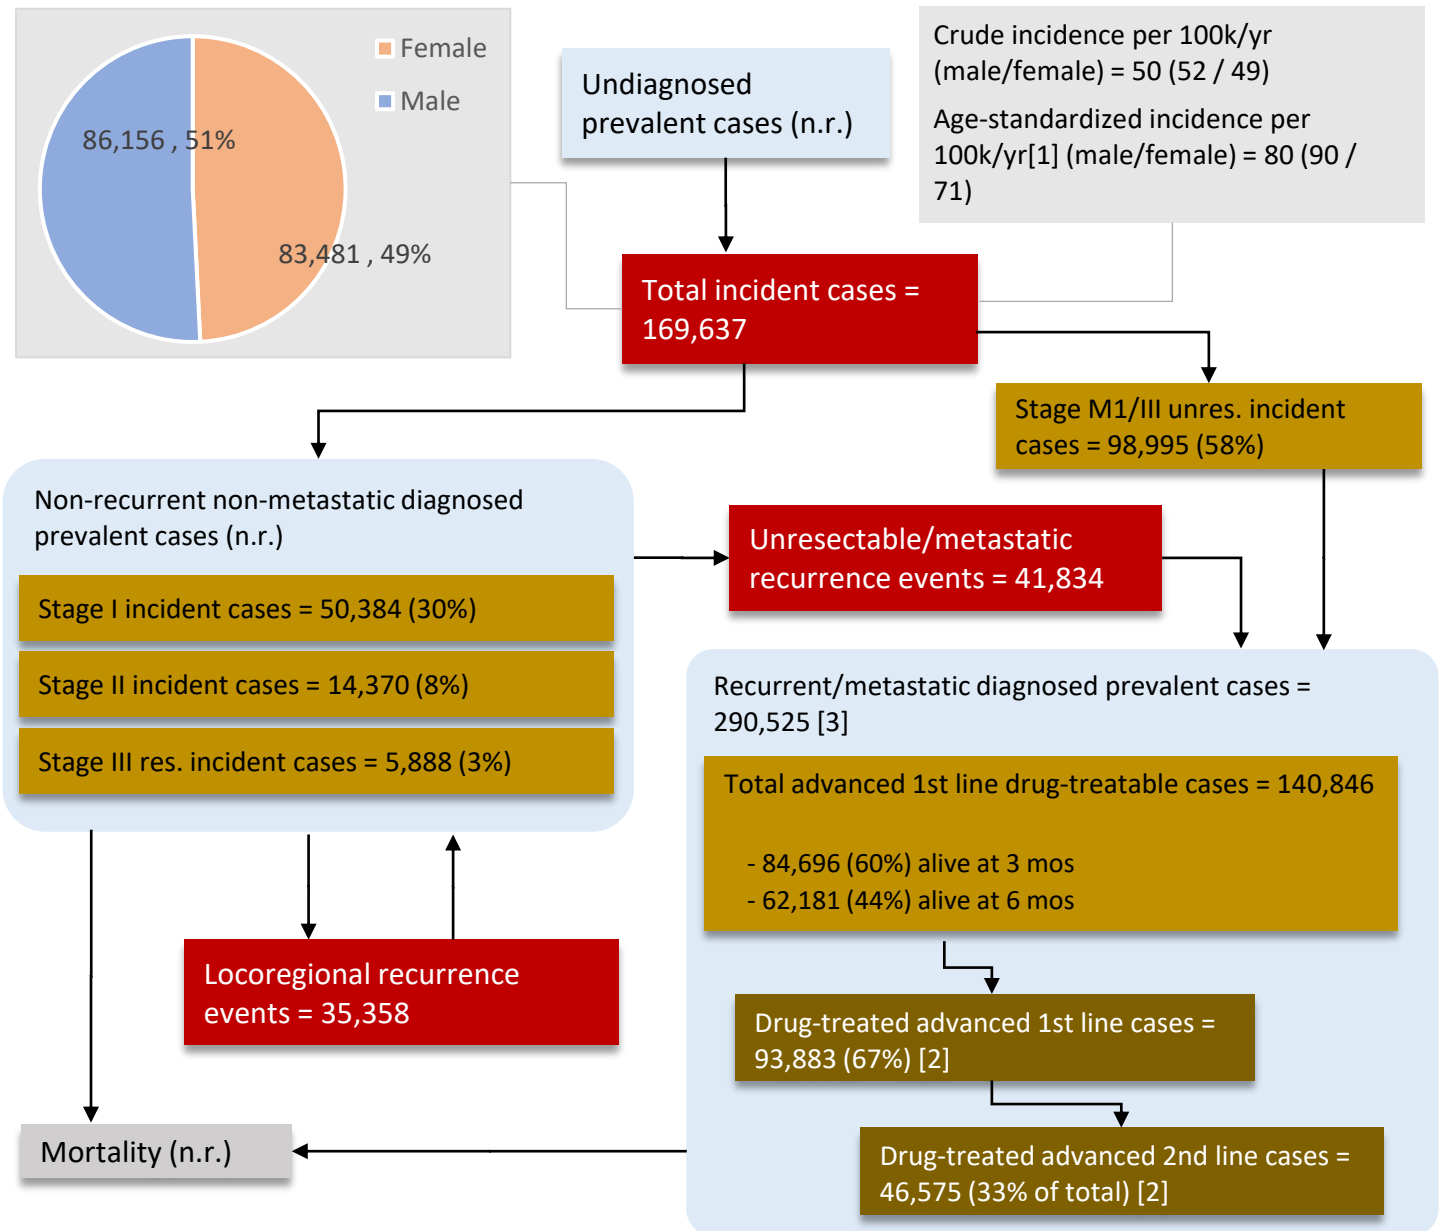 Female
Male
86,156 , 51%
83,481 , 49%
Undiagnosed
prevalent cases (n.r.)
Crude incidence per 100k/yr
(male/female) = 50 (52 / 49)
Age-standardized incidence per
100k/yr[1] (male/female) = 80 (90 /
71)
Total incident cases =
169,637
Stage M1/III unres. incident
cases = 98,995 (58%)
Non-recurrent non-metastatic diagnosed
prevalent cases (n.r.)
Stage I incident cases = 50,384 (30%)
Stage II incident cases = 14,370 (8%)
Stage III res. incident cases = 5,888 (3%)
Unresectable/metastatic
recurrence events = 41,834
Recurrent/metastatic diagnosed prevalent cases =
290,525 [3]
Total advanced 1st line drug-treatable cases = 140,846
- 84,696 (60%) alive at 3 mos
- 62,181 (44%) alive at 6 mos
Locoregional recurrence
events = 35,358
Drug-treated advanced 1st line cases =
93,883 (67%) [2]
Mortality (n.r.)
Drug-treated advanced 2nd line cases =
46,575 (33% of total) [2]